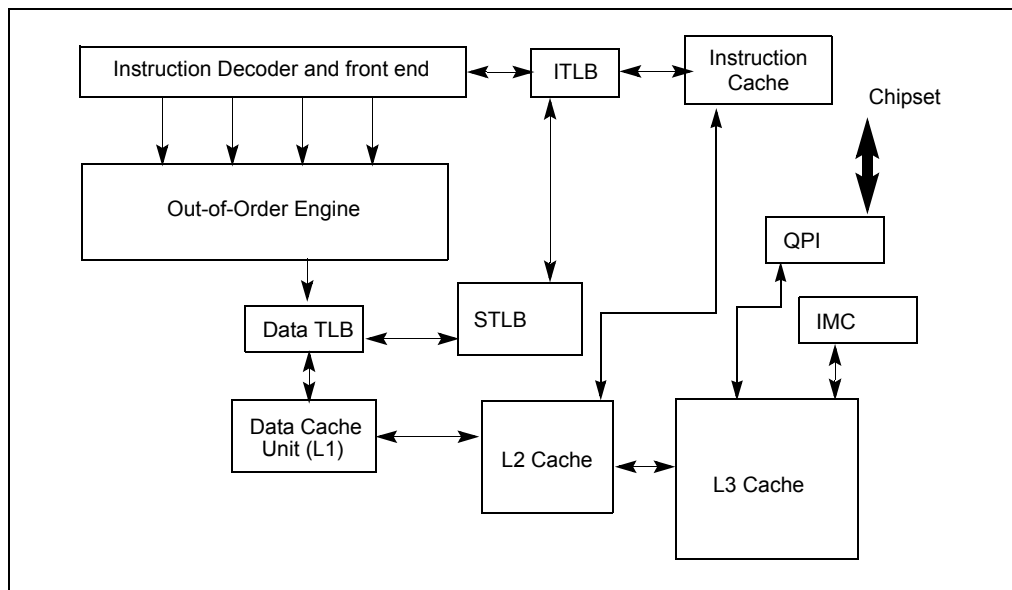 Instruction Decoder and front end
ITLB
Instruction
Cache
Chipset
Out-of-Order Engine
QPI
STLB
IMC
Data TLB
Data Cache
Unit (L1)
L2 Cache
L3 Cache